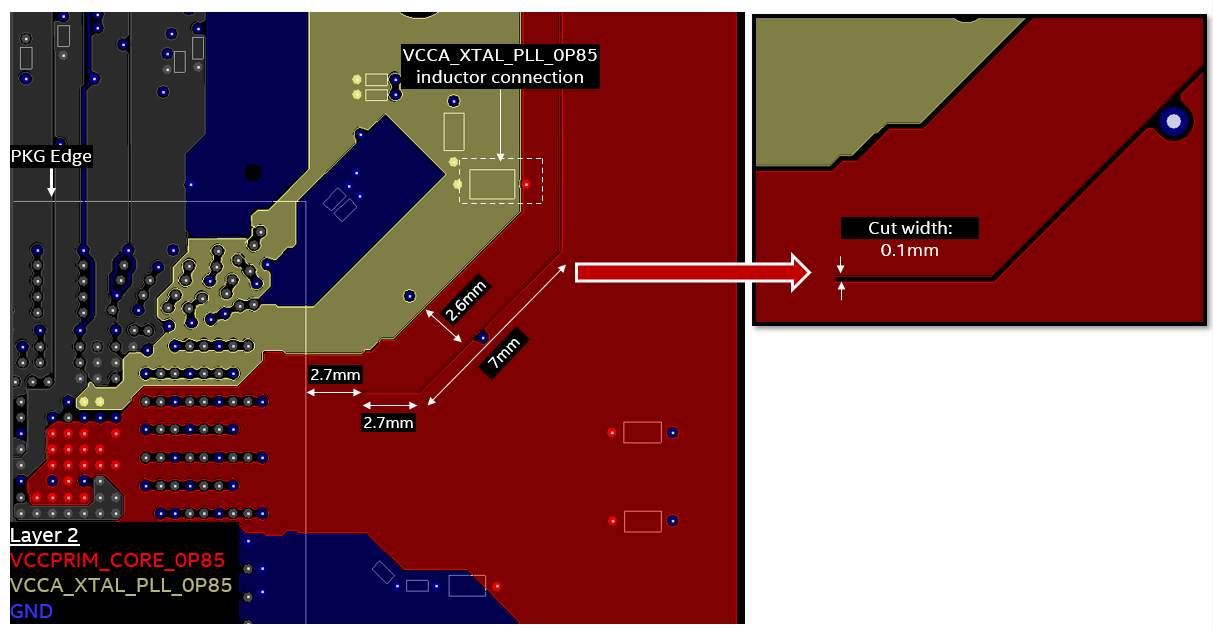 VCCA_XTAL_PLL_0P85
inductor connection
PKG Edge
Cut width:
0.1mm
2.6mm
7mm
2.7mm
2.7mm
Layer 2
VCCPRIM_CORE_0P85
VCCA_XTAL_PLL_0P85
GND